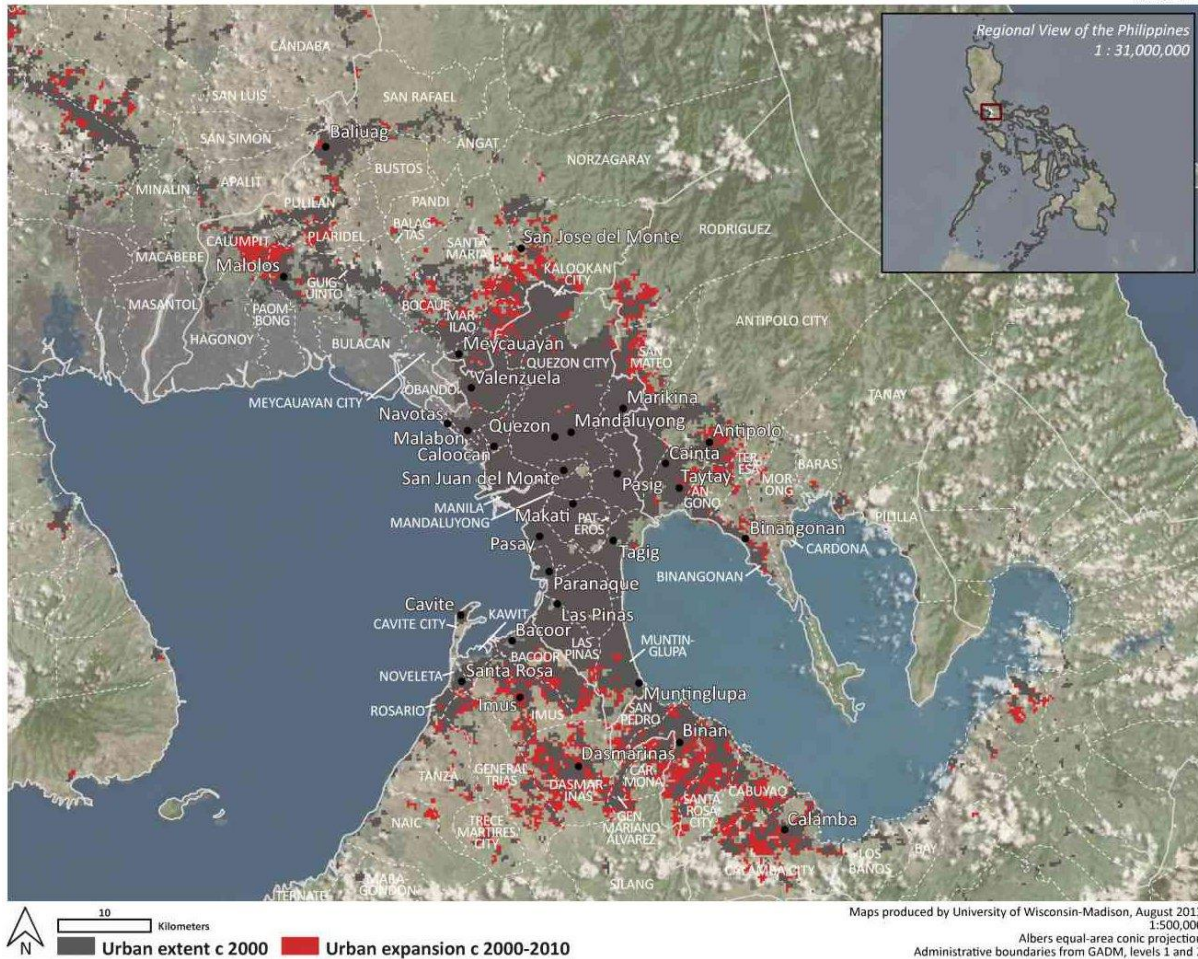 Regional View of the Philippines
1 : 31,000,000
CANDABA
SAN LUIS
SAN RAFAEL
SAN SIMON
Baliuag
ANGAT
BUSTOS
NORZAGARAY
MINALIN
APALIT
PULILAN
PANDI
BALAG-
TAS
PLARIDEL
CALUMPIT
SANTA
MARIA
San Jose del Monte
RODRIGUEZ
MACABEBE
Malolos
GUIG-
UINTO
KALOOKAN
CITY
MASANTOL
PAOM-
BONG
BOCAUE
MAR-
ILAO
ANTIPOLO CITY
HAGONOY
BULACAN
Meycauayan
QUEZON CITY
SAN
MATEO
Valenzuela
OBANDO
MEYCAUAYAN CITY
TANAY
Navotas
Marikina
Quezon
Mandaluyong
Malabon
Caloocan
Antipolo
Cainta
TER-
ESA
BARAS
San Juan del Monte
Pasig
Taytay
MOR-
ONG
AN-
GONO
MANILA
MANDALUYONG
Makati
PAT-
EROS
PILILLA
Binangonan
Pasay
Tagig
CARDONA
BINANGONAN
Paranaque
Cavite
CAVITE CITY
KAWIT
Las Pinas
Bacoor
LAS
PINAS
MUNTIN-
GLUPA
BACOOR
NOVELETA
Santa Rosa
Muntinglupa
ROSARIO
Imus
IMUS
SAN
PEDRO
Binan
Dasmarinas
TANZA
GENERAL
TRIAS
CAR-
MONA
DASMAR-
INAS
CABUYAO
SANTA
ROSA
CITY
NAIC
TRECE
MARTIRES
CITY
GEN.
MARIANO
ALVAREZ
Calamba
LOS
BAÑOS
BAY
CALAMBA CITY
MARA-
GONDON
SILANG
TERNATE
N
10
Kilometers
Urban extent c 2000
Urban expansion c 2000-2010
Maps produced by University of Wisconsin-Madison, August
Albers equal-area conic projection
Administrative boundaries from GADM, levels 1 and